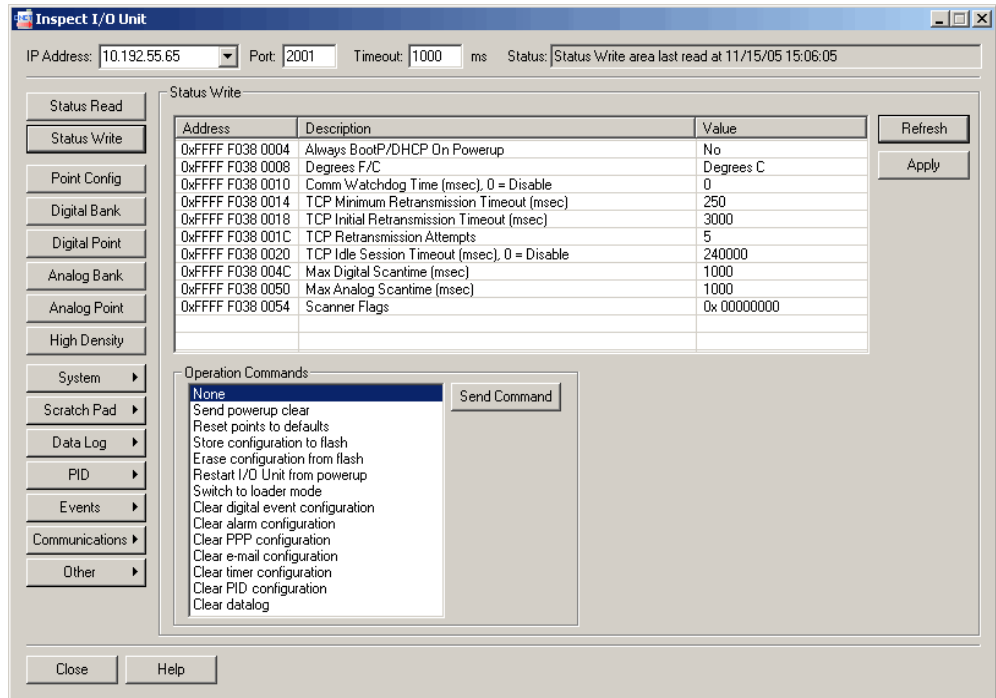 Inspect I/O Unit
IP Address: 10.192.55.65 Port: 2001 Timeout: 1000 ms Status: Status Write area last read at 11/15/05 15:06:05
Status Read
Status Write
Point Config
Digital Bank
Digital Point
Analog Bank
Analog Point
High Density
System
Scratch Pad
Data Log
PID
Events
Communications
Other
Status Write
Address Description Value
0xFFFF F038 0004 Always BootP/DHCP On Powerup No
0xFFFF F038 0008 Degrees F/C Degrees C
0xFFFF F038 0010 Comm Watchdog Time (msec), 0 = Disable 0
0xFFFF F038 0014 TCP Minimum Retransmission Timeout (msec) 250
0xFFFF F038 0018 TCP Initial Retransmission Timeout (msec) 3000
0xFFFF F038 001C TCP Retransmission Attempts 5
0xFFFF F038 0020 TCP Idle Session Timeout (msec), 0 = Disable 240000
0xFFFF F038 004C Max Digital Scantime (msec) 1000
0xFFFF F038 0050 Max Analog Scantime (msec) 1000
0xFFFF F038 0054 Scanner Flags 0x 00000000
Refresh
Apply
Operation Commands
None
Send powerup clear
Reset points to defaults
Store configuration to flash
Erase configuration from flash
Restart I/O Unit from powerup
Switch to loader mode
Clear digital event configuration
Clear alarm configuration
Clear PPP configuration
Clear e-mail configuration
Clear timer configuration
Clear PID configuration
Clear datalog
Send Command
Close Help